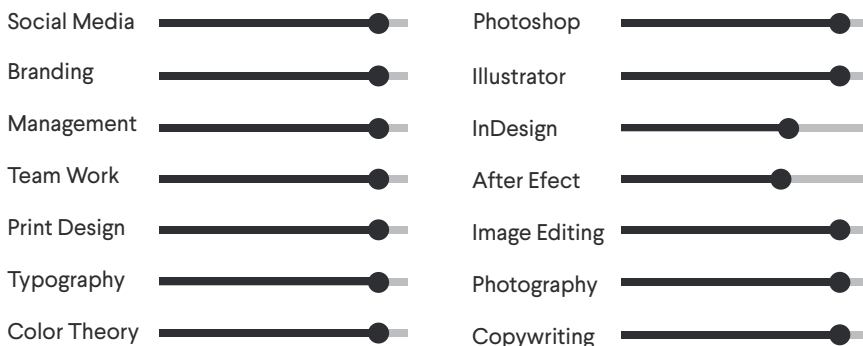 Social Media
Branding
Management
Team Work
Print Design
Typography
Color Theory
Photoshop
Illustrator
InDesign
After Efect
Image Editing
Photography
Copywriting